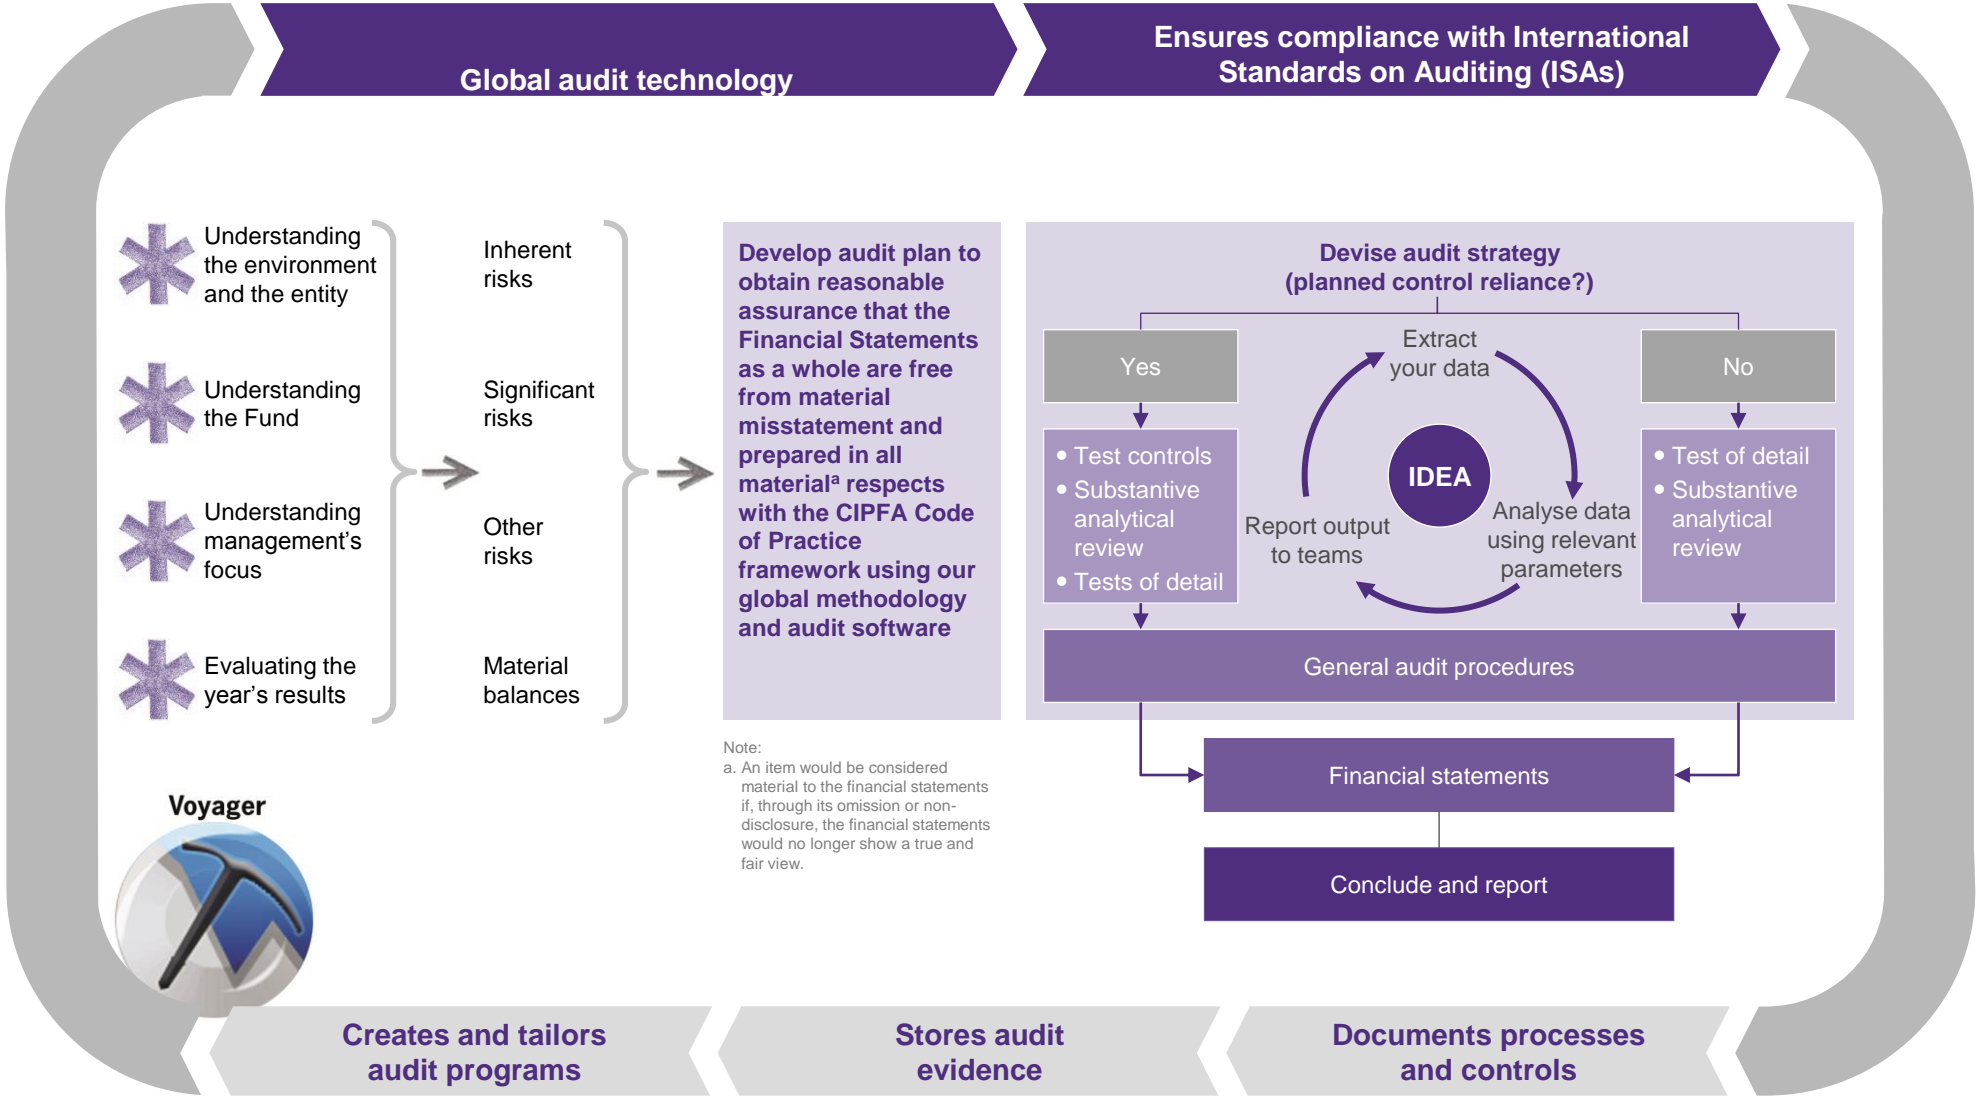 Global audit technology
Ensures compliance with International
Standards on Auditing (ISAs)
Understanding
the environment
and the entity
Understanding
the Fund
Understanding
management’s
focus
Evaluating the
year’s results
Inherent
risks
Significant
risks
Other
risks
Material
balances
Develop audit plan to
obtain reasonable
assurance that the
Financial Statements
as a whole are free
from material
misstatement and
prepared in all
materialᵃ respects
with the CIPFA Code
of Practice
framework using our
global methodology
and audit software
Note:
a. An item would be considered
material to the financial statements
if, through its omission or non-
disclosure, the financial statements
would no longer show a true and
fair view.
Devise audit strategy
(planned control reliance?)
Yes
• Test controls
• Substantive
analytical
review
• Tests of detail
Extract
your data
IDEA
Analyse data
using relevant
parameters
Report output
to teams
No
• Test of detail
• Substantive
analytical
review
General audit procedures
Financial statements
Conclude and report
Voyager
Creates and tailors
audit programs
Stores audit
evidence
Documents processes
and controls